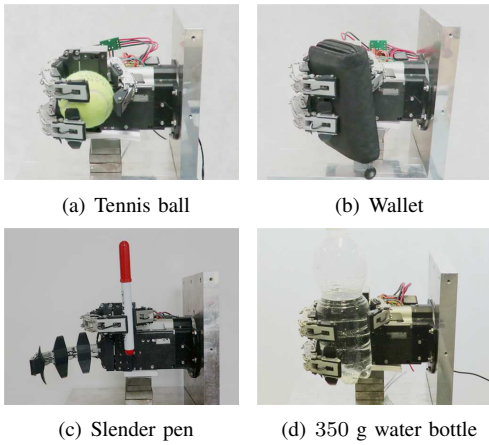 (a) Tennis ball
(b) Wallet
(c) Slender pen
(d) 350 g water bottle